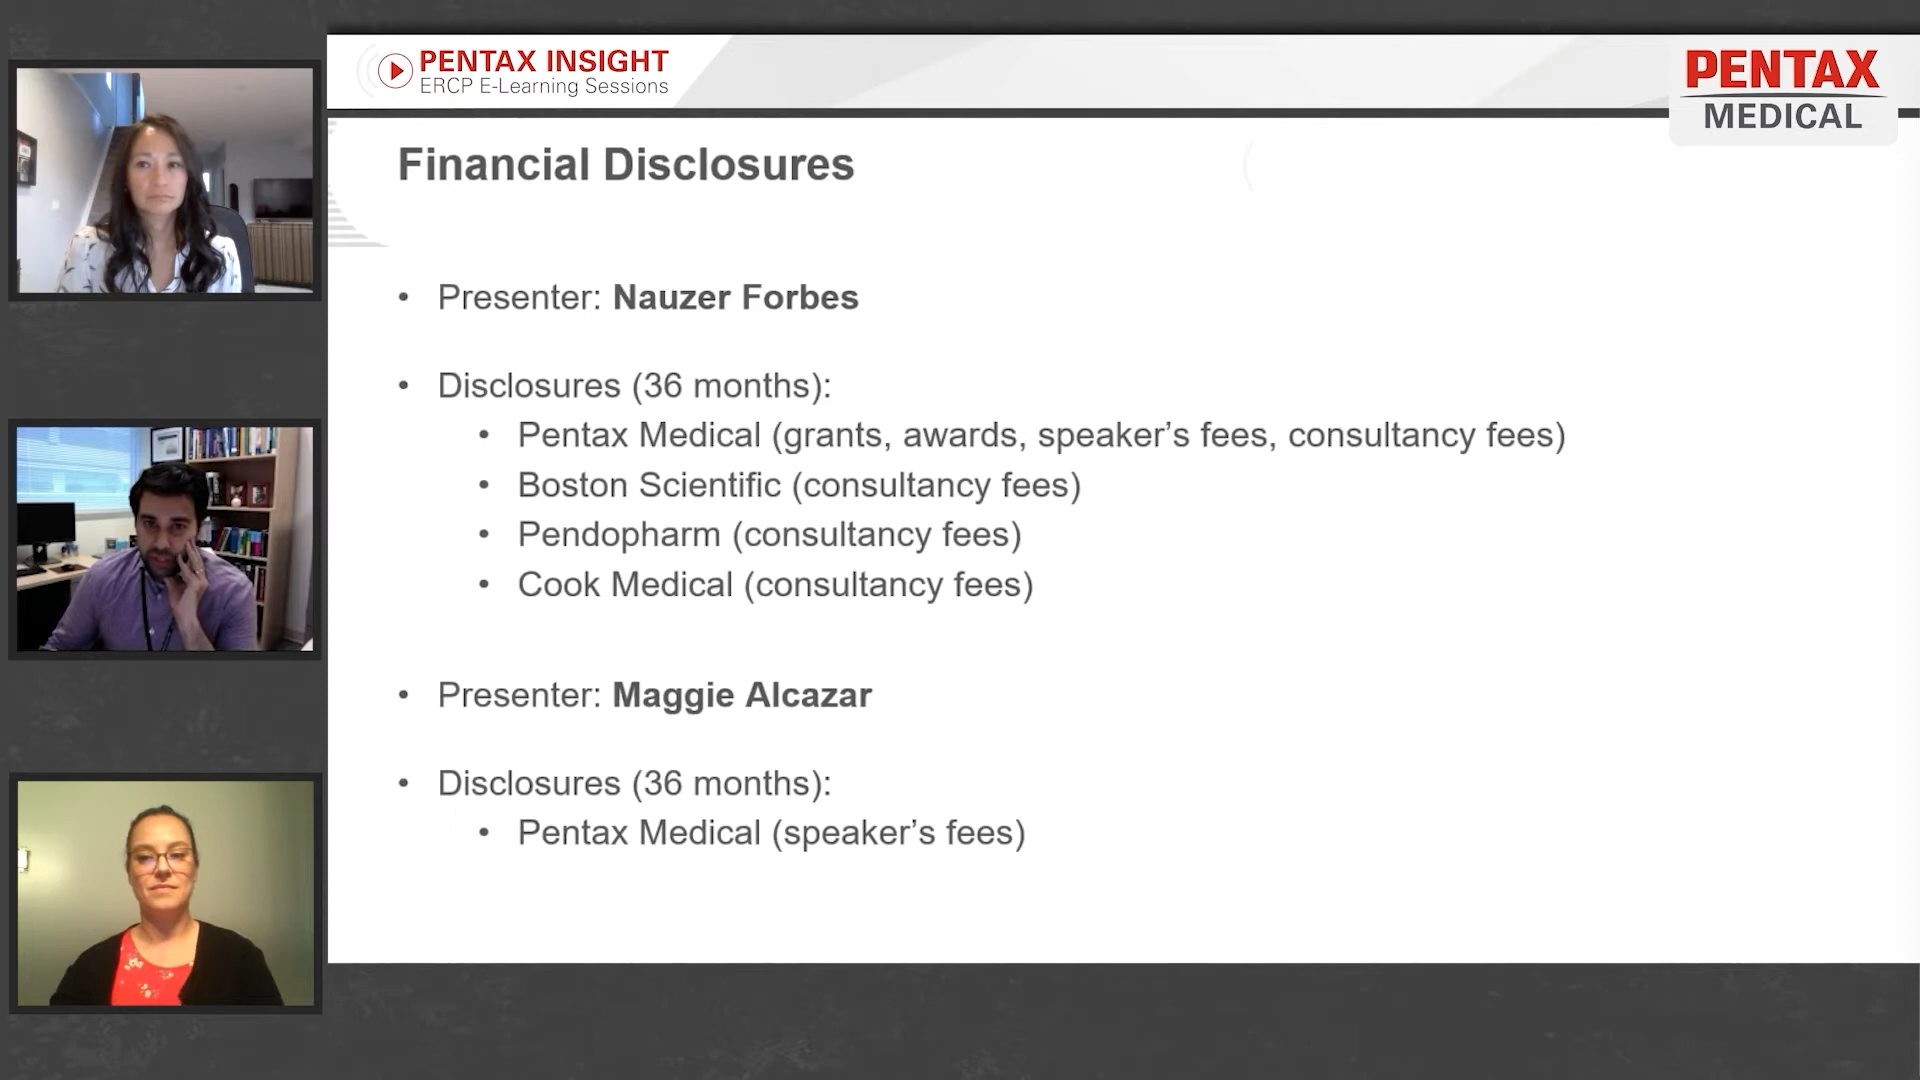 PENTAX INSIGHT
ERCP E-Learning Sessions
PENTAX
MEDICAL
Financial Disclosures
• Presenter: Nauzer Forbes
• Disclosures (36 months):
• Pentax Medical (grants, awards, speaker’s fees, consultancy fees)
• Boston Scientific (consultancy fees)
• Pendopharm (consultancy fees)
• Cook Medical (consultancy fees)
• Presenter: Maggie Alcazar
• Disclosures (36 months):
• Pentax Medical (speaker’s fees)